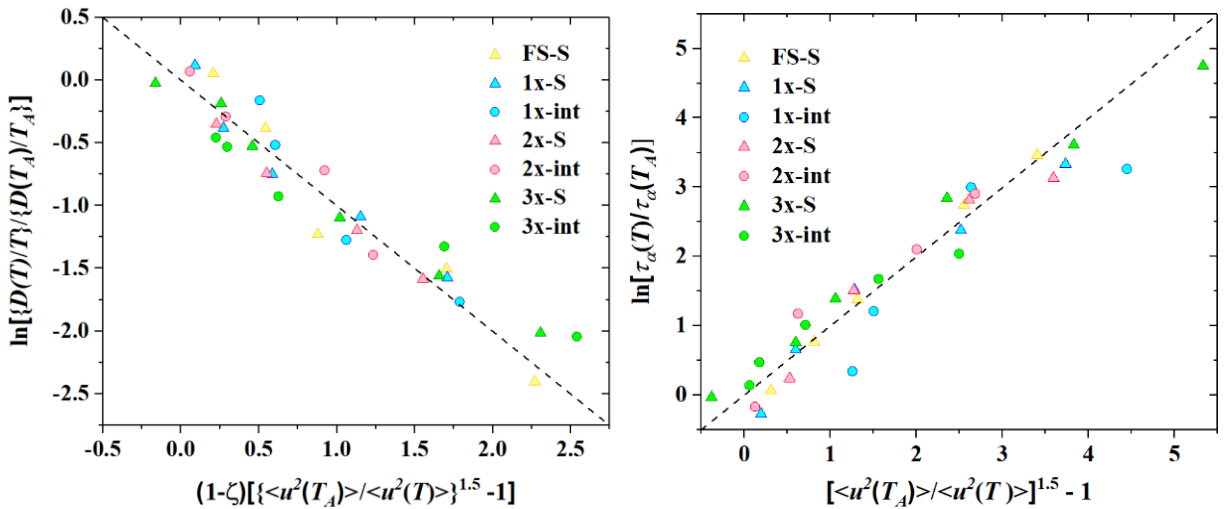 ln[{D(T)/T}/{D(T_A)/T_A}]
0.5
0.0
-0.5
-1.0
-1.5
-2.0
-2.5
FS-S
1x-S
1x-int
2x-S
2x-int
3x-S
3x-int
-0.5 0.0 0.5 1.0 1.5 2.0 2.5
(1-ζ)[{<u²(T_A)>/<u²(T)>}^1.5 -1]
ln[τ_α(T)/τ_α(T_A)]
5
4
3
2
1
0
FS-S
1x-S
1x-int
2x-S
2x-int
3x-S
3x-int
0 1 2 3 4 5
[<u²(T_A)>/<u²(T)>]^1.5 - 1